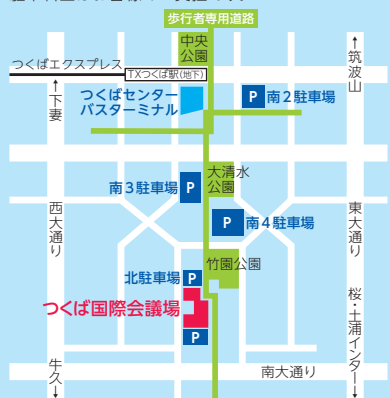 歩行者専用道路
中央
公園
つくばエクスプレス
TXつくば駅(地下)
←下妻
↑筑波山
つくばセンター
バスターミナル
P 南2駐車場
南3駐車場 P
大清水
公園
P 南4駐車場
西大通り
東大通り
竹園公園
北駐車場 P
つくば国際会議場
P
桜・土浦インター→
牛久→
南大通り